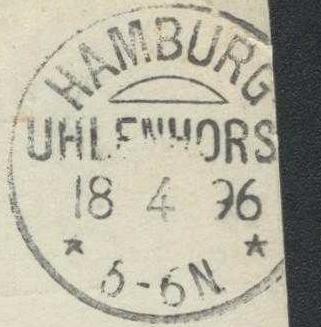 HAMBURG
UHLENHORS
18 4 96
* 5-6N. *